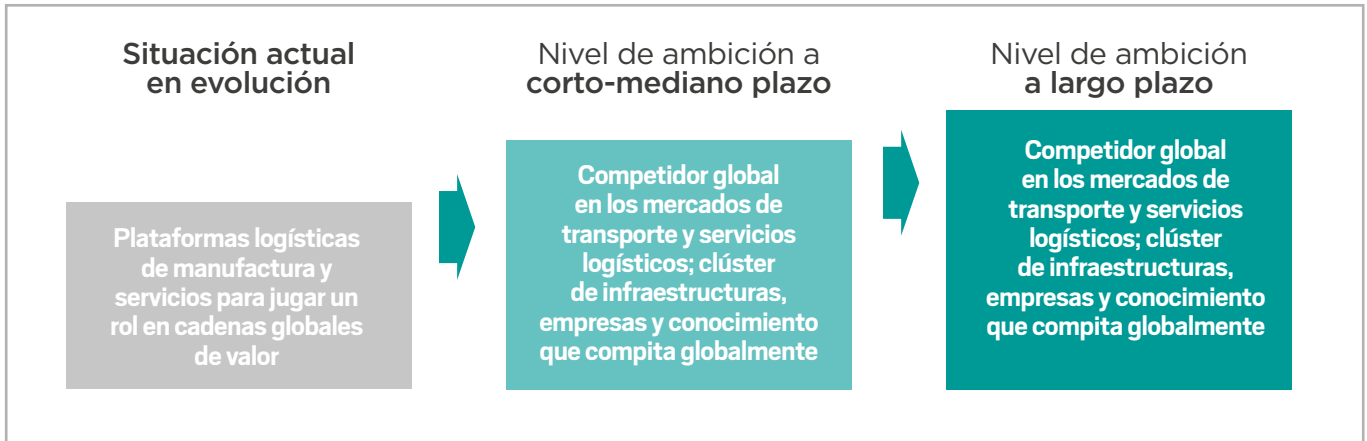 Situación actual
en evolución
Plataformas logísticas
de manufactura y
servicios para jugar un
rol en cadenas globales
de valor
Nivel de ambición a
corto-mediano plazo
Competidor global
en los mercados de
transporte y servicios
logísticos; clúster
de infraestructuras,
empresas y conocimiento
que compita globalmente
Nivel de ambición
a largo plazo
Competidor global
en los mercados de
transporte y servicios
logísticos; clúster
de infraestructuras,
empresas y conocimiento
que compita globalmente